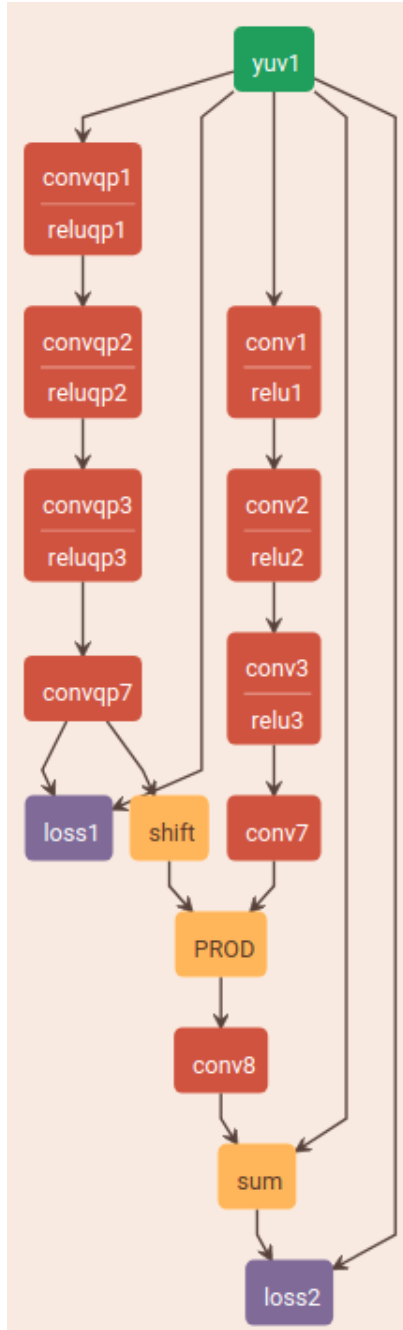 yuv1
convqp1
reluqp1
convqp2
reluqp2
conv1
relu1
convqp3
reluqp3
conv2
relu2
convqp7
conv3
relu3
loss1
shift
conv7
PROD
conv8
sum
loss2